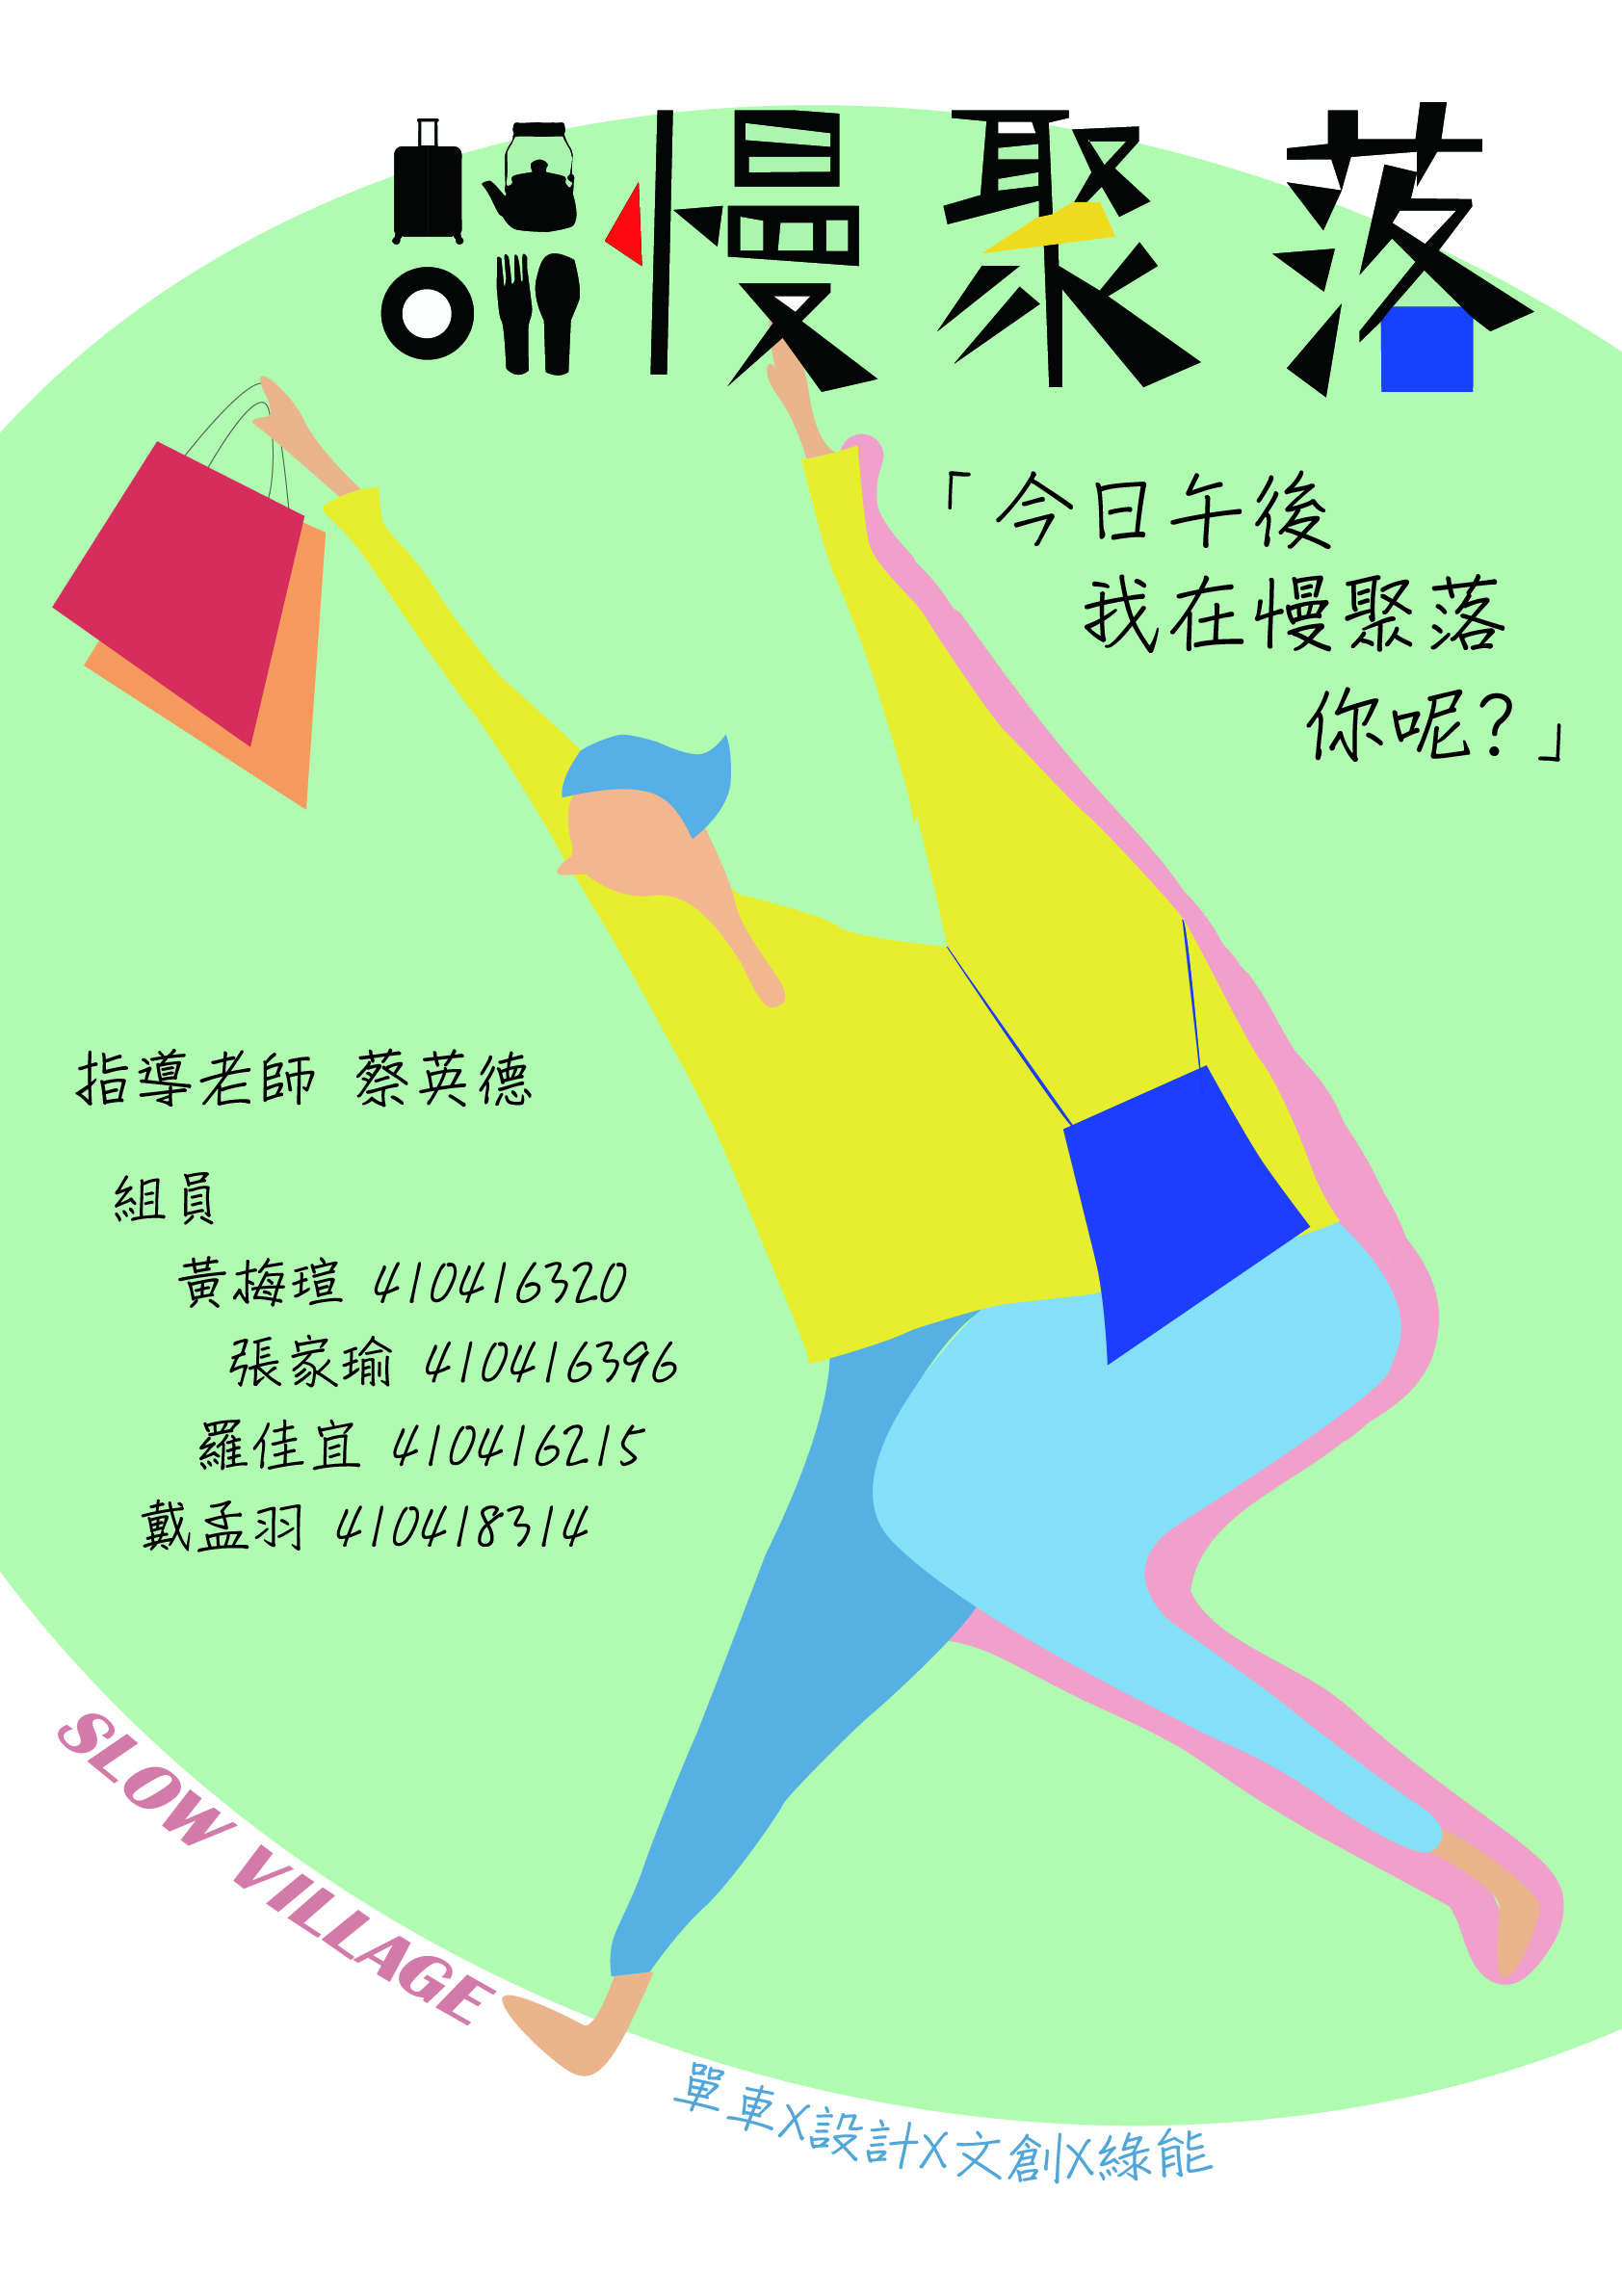 慢聚落
「今日午後
我在慢聚落
你呢?」
指導老師 蔡英德
組員
黃梅瑄 410416320
張家瑜 410416396
羅佳宜 410416215
戴孟羽 410418314
SLOW VILLAGE
單車X設計X文創X綠能